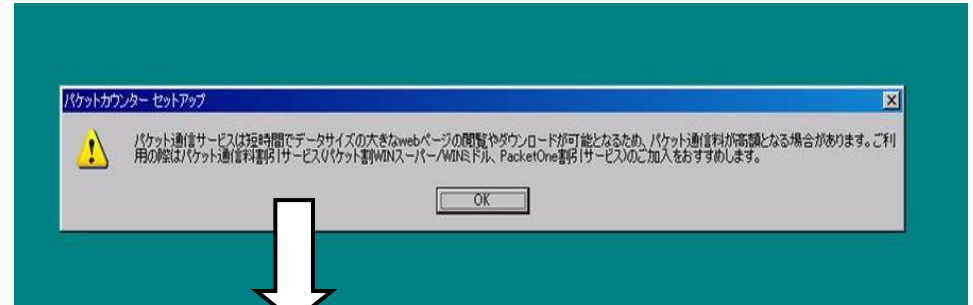 パケットカウンター セットアップ
パケット通信サービスは短時間でデータサイズの大きなwebページの閲覧やダウンロードが可能となるため、パケット通信料が高額となる場合があります。ご利
用の際はパケット通信料割引サービス(パケット割WINスーパー/WINミドル、PacketOne割引サービス)のご加入をおすすめします。
OK